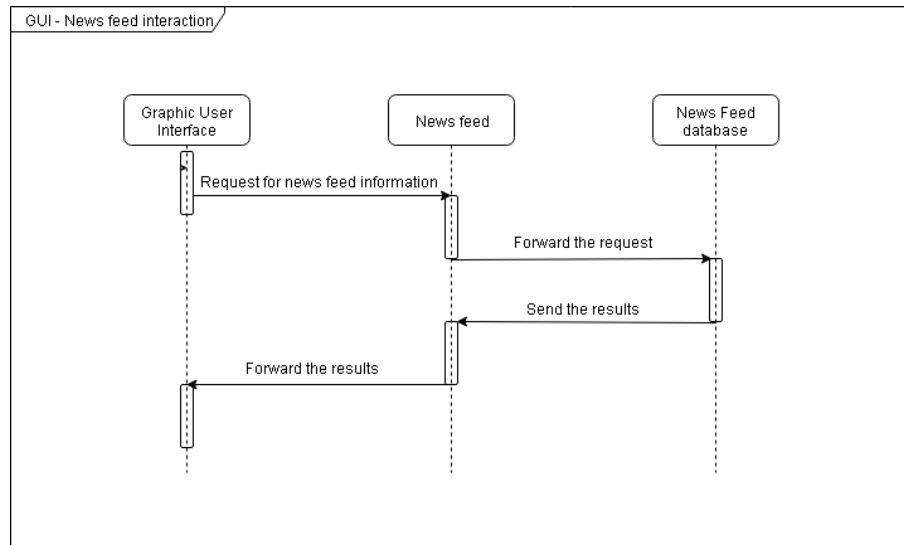 GUI - News feed interaction
Graphic User
Interface
News feed
News Feed
database
Request for news feed information
Forward the request
Send the results
Forward the results